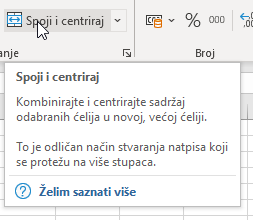 Spoji i centriraj
% 000
anje
Broj
Spoji i centriraj
Kombinirajte i centrirajte sadržaj
odabranih ćelija u novoj, većoj ćeliji.
To je odličan način stvaranja natpisa koji
se protežu na više stupaca.
Želim saznati više